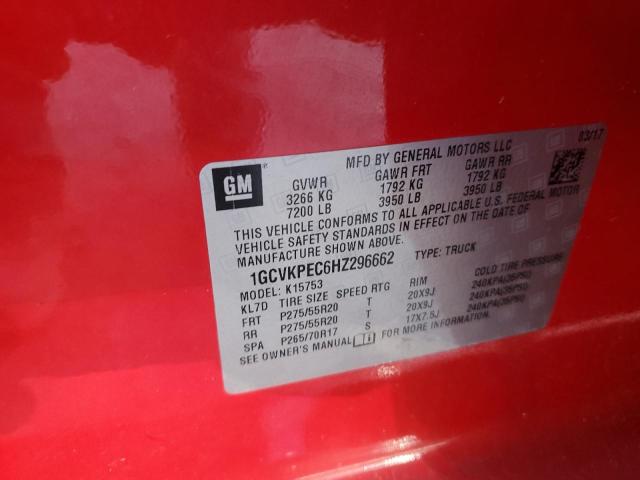 GM
MFD BY GENERAL MOTORS LLC 03/17
GVWR GAWR FRT GAWR RR
3266 KG 1792 KG 1792 KG
7200 LB 3950 LB 3950 LB
THIS VEHICLE CONFORMS TO ALL APPLICABLE U.S. FEDERAL MOTOR
VEHICLE SAFETY STANDARDS IN EFFECT ON THE DATE OF
MANUFACTURE SHOWN ABOVE.
1GCVKPEC6HZ296662 TYPE: TRUCK
MODEL: K15753
KL7D TIRE SIZE SPEED RTG RIM COLD TIRE PRESSURE
FRT P275/55R20 T 20X9J 240KPA(35PSI)
RR P275/55R20 T 20X9J 240KPA(35PSI)
SPA P265/70R17 S 17X7.5J 240KPA(35PSI)
SEE OWNER'S MANUAL FOR MORE INFORMATION.